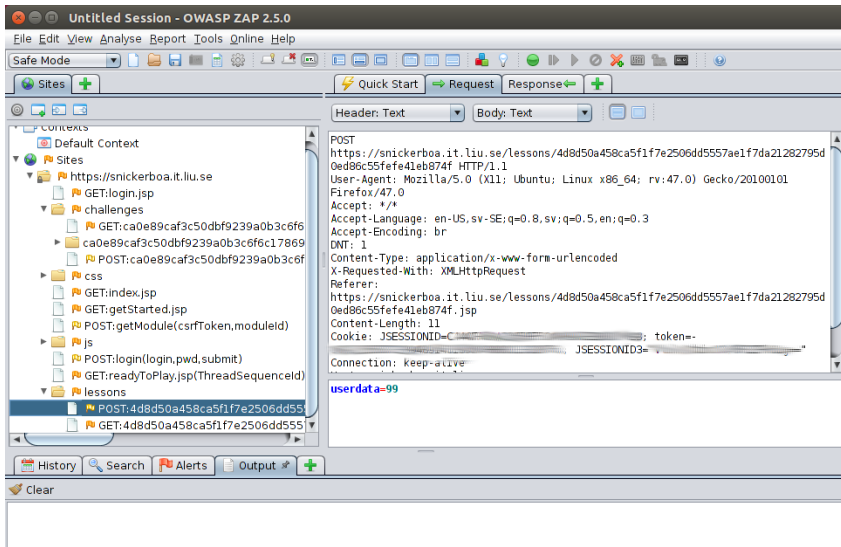 Untitled Session - OWASP ZAP 2.5.0
File Edit View Analyse Report Tools Online Help
Safe Mode
Sites
Quick Start Request Response
Header: Text Body: Text
Contexts
Default Context
Sites
https://snickerboa.it.liu.se
GET:login.jsp
challenges
GET:ca0e89caf3c50dbf9239a0b3c6f6
ca0e89caf3c50dbf9239a0b3c6f6c17869
POST:ca0e89caf3c50dbf9239a0b3c6f
css
GET:index.jsp
GET:getStarted.jsp
POST:getModule(csrfToken,moduleId)
js
POST:login(login,pwd,submit)
GET:readyToPlay.jsp(ThreadSequenceId)
lessons
POST:4d8d50a458ca5f1f7e2506dd555
GET:4d8d50a458ca5f1f7e2506dd555
POST
https://snickerboa.it.liu.se/lessons/4d8d50a458ca5f1f7e2506dd5557ae1f7da21282795d
0ed86c55fefe41eb874f HTTP/1.1
User-Agent: Mozilla/5.0 (X11; Ubuntu; Linux x86_64; rv:47.0) Gecko/20100101
Firefox/47.0
Accept: */*
Accept-Language: en-US,sv-SE;q=0.8,sv;q=0.5,en;q=0.3
Accept-Encoding: br
DNT: 1
Content-Type: application/x-www-form-urlencoded
X-Requested-With: XMLHttpRequest
Referer:
https://snickerboa.it.liu.se/lessons/4d8d50a458ca5f1f7e2506dd5557ae1f7da21282795d
0ed86c55fefe41eb874f.jsp
Content-Length: 11
Cookie: JSESSIONID=C ; token=-
, JSESSIONID3=" ="
Connection: keep-alive
userdata=99
History Search Alerts Output
Clear